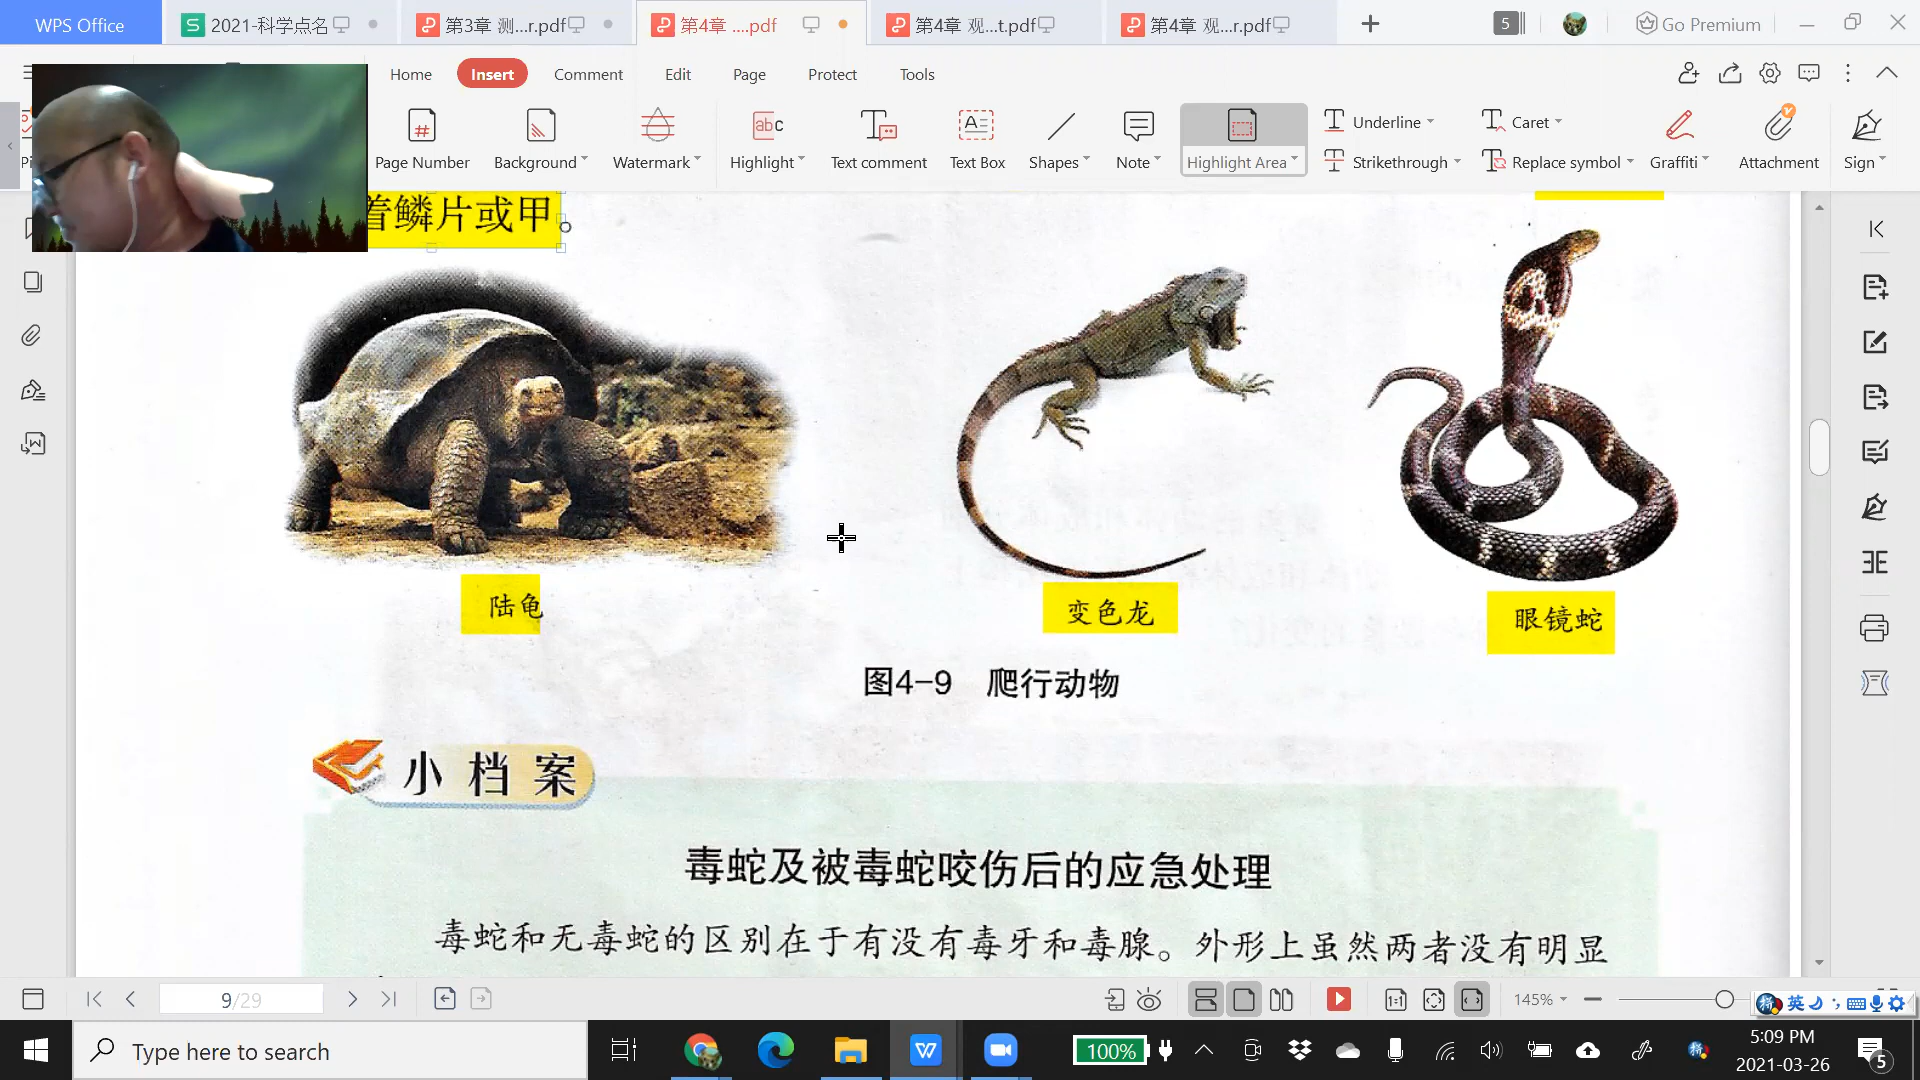 WPS Office
2021-科学点名
第3章 测...r.pdf
第4章 ....pdf
第4章 观...t.pdf
第4章 观...r.pdf
5
Go Premium
Home
Insert
Comment
Edit
Page
Protect
Tools
Page Number
Background
Watermark
Highlight
Text comment
Text Box
Shapes
Note
Highlight Area
Underline
Strikethrough
Caret
Replace symbol
Graffiti
Attachment
Sign
着鳞片或甲。
陆龟
变色龙
眼镜蛇
图4-9 爬行动物
小档案
毒蛇及被毒蛇咬伤后的应急处理
毒蛇和无毒蛇的区别在于有没有毒牙和毒腺。外形上虽然两者没有明显
9/29
145%
英
Type here to search
100%
5:09 PM
2021-03-26
5